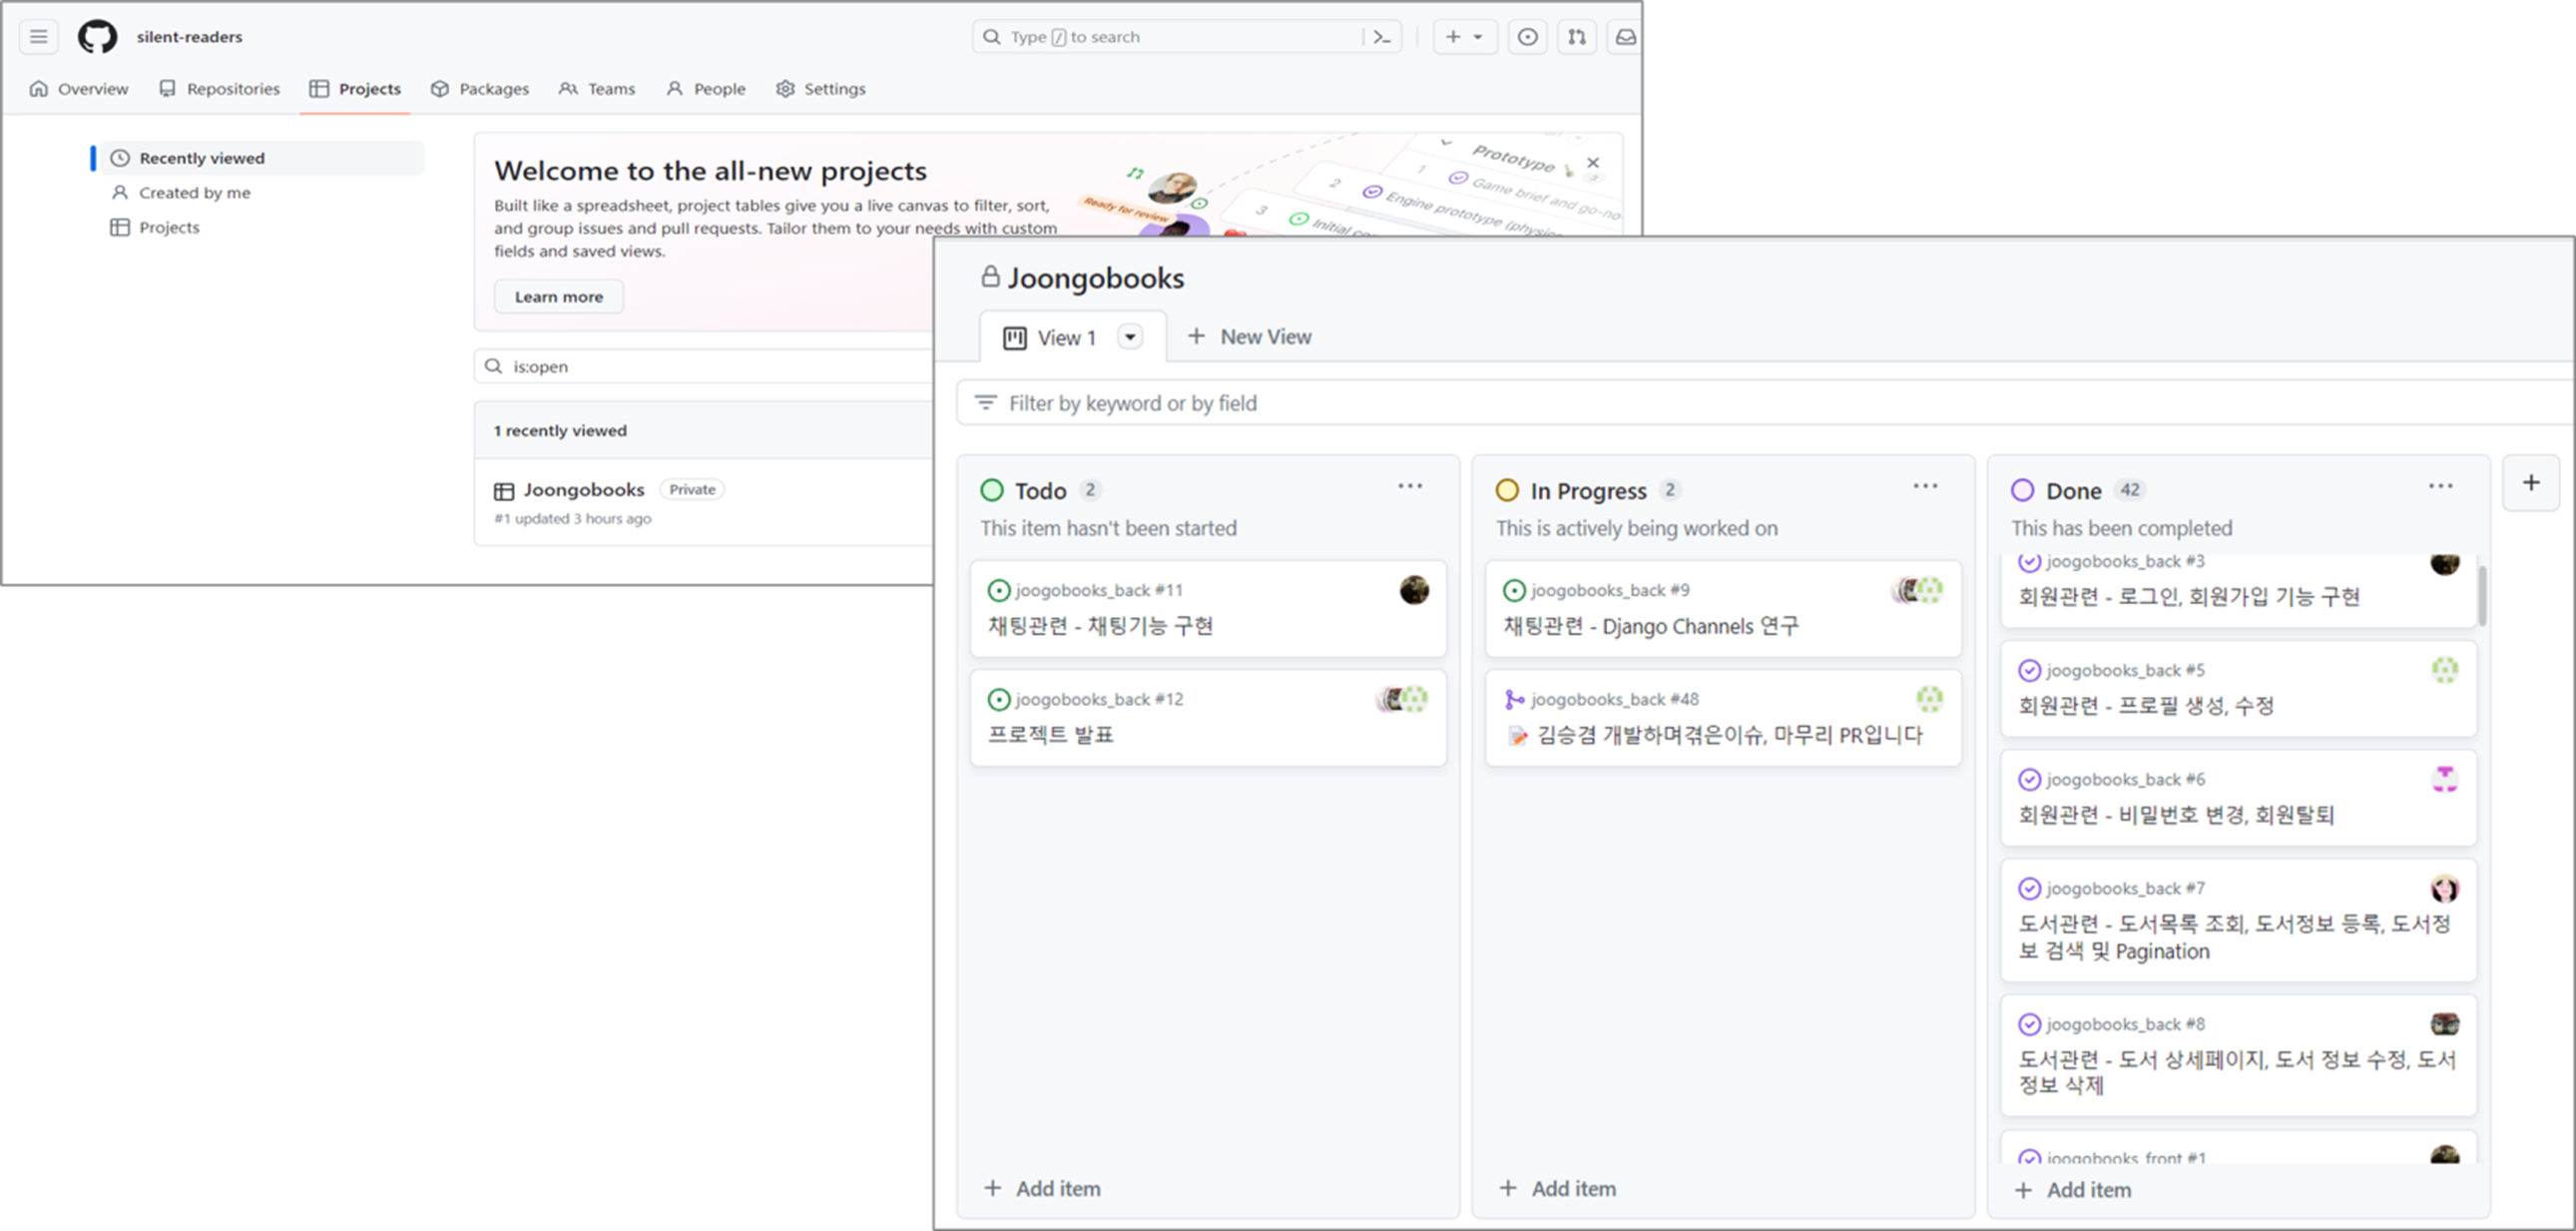 silent-readers
Type / to search
Overview
Repositories
Projects
Packages
Teams
People
Settings
Recently viewed
Created by me
Projects
Welcome to the all-new projects
Built like a spreadsheet, project tables give you a live canvas to filter, sort,
and group issues and pull requests. Tailor them to your needs with custom
fields and saved views.
Learn more
Prototype
1 Game brief and go-no
2 Engine prototype (physics
3 Initial
Ready for review
is:open
1 recently viewed
Joongobooks Private
#1 updated 3 hours ago
Joongobooks
View 1
New View
Filter by keyword or by field
Todo 2
This item hasn't been started
joogobooks_back #11
채팅관련 - 채팅기능 구현
joogobooks_back #12
프로젝트 발표
Add item
In Progress 2
This is actively being worked on
joogobooks_back #9
채팅관련 - Django Channels 연구
joogobooks_back #48
김승겸 개발하며겪은이슈, 마무리 PR입니다
Add item
Done 42
This has been completed
joogobooks_back #3
회원관련 - 로그인, 회원가입 기능 구현
joogobooks_back #5
회원관련 - 프로필 생성, 수정
joogobooks_back #6
회원관련 - 비밀번호 변경, 회원탈퇴
joogobooks_back #7
도서관련 - 도서목록 조회, 도서정보 등록, 도서정
보 검색 및 Pagination
joogobooks_back #8
도서관련 - 도서 상세페이지, 도서 정보 수정, 도서
정보 삭제
joogobooks_front #1
Add item